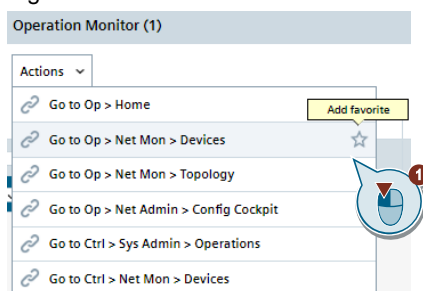 Operation Monitor (1)
Actions
Go to Op > Home
Add favorite
Go to Op > Net Mon > Devices
Go to Op > Net Mon > Topology
1
Go to Op > Net Admin > Config Cockpit
Go to Ctrl > Sys Admin > Operations
Go to Ctrl > Net Mon > Devices